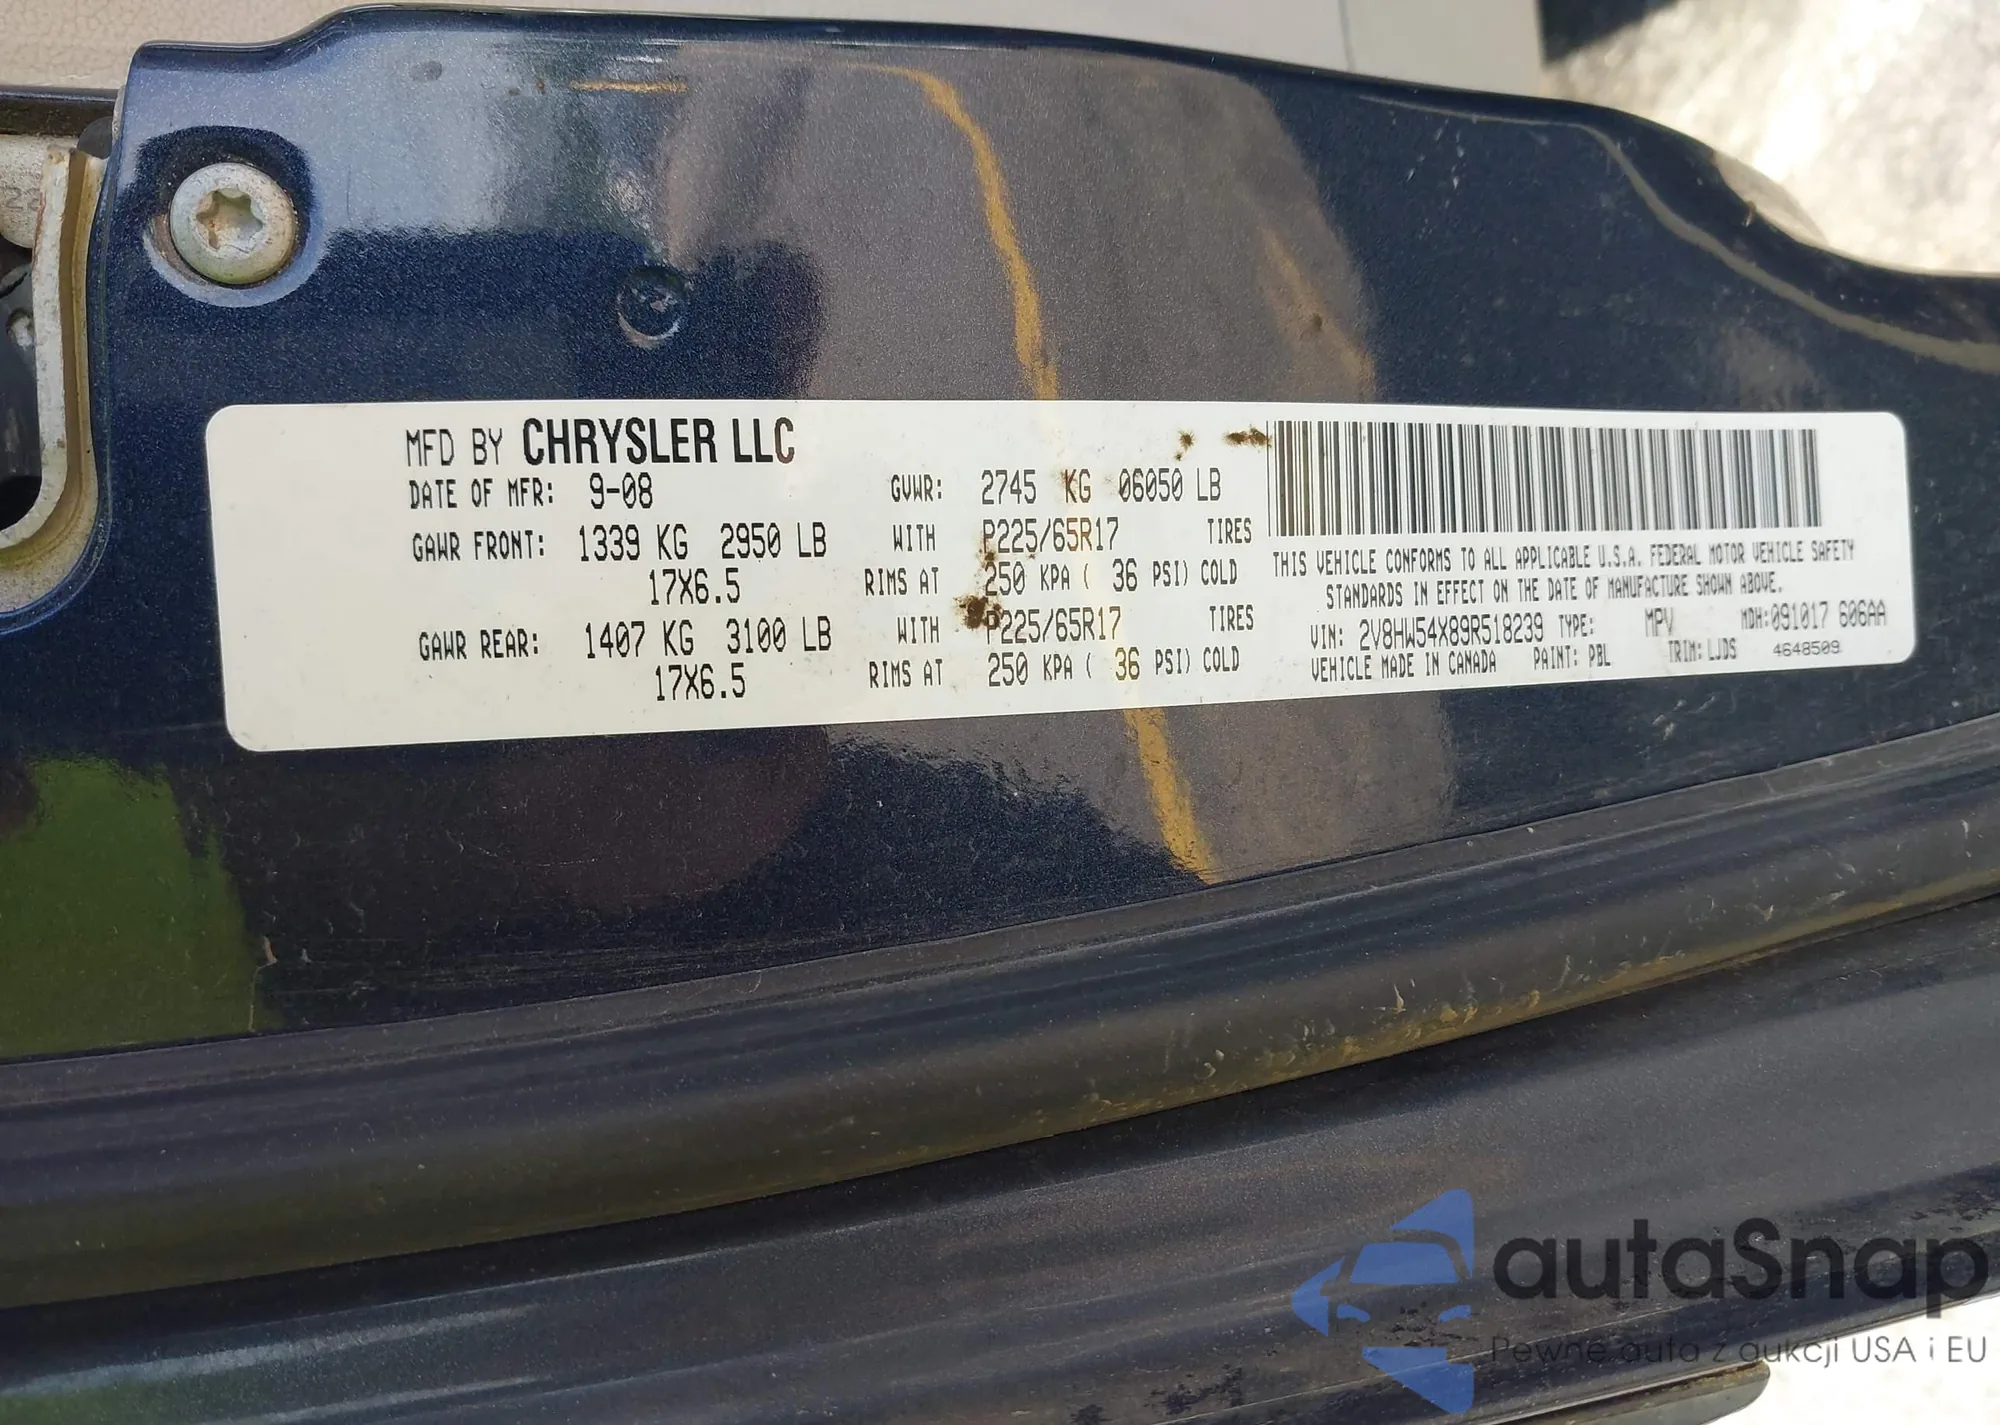 MFD BY CHRYSLER LLC
DATE OF MFR: 9-08 GVWR: 2745 KG 06050 LB
GAWR FRONT: 1339 KG 2950 LB WITH P225/65R17 TIRES
17X6.5 RIMS AT 250 KPA ( 36 PSI) COLD
GAWR REAR: 1407 KG 3100 LB WITH P225/65R17 TIRES
17X6.5 RIMS AT 250 KPA ( 36 PSI) COLD
THIS VEHICLE CONFORMS TO ALL APPLICABLE U.S.A. FEDERAL MOTOR VEHICLE SAFETY
STANDARDS IN EFFECT ON THE DATE OF MANUFACTURE SHOWN ABOVE.
VIN: 2V8HW54X89R518239 TYPE: MPV MDH:091017 606AA
VEHICLE MADE IN CANADA PAINT: PBL TRIM: LJDS 4648509
autaSnap
Pewne auta z aukcji USA i EU